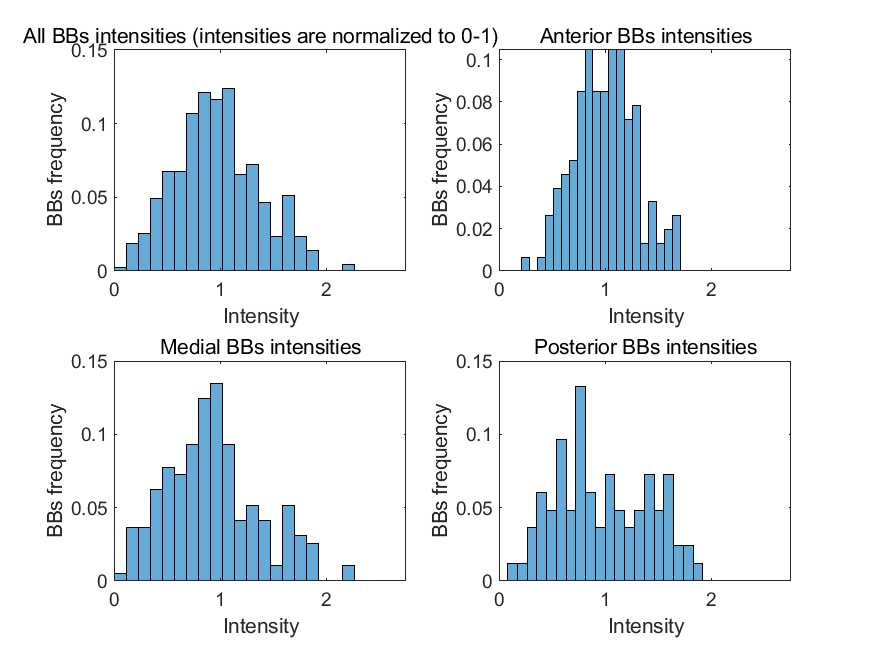 All BBs intensities (intensities are normalized to 0-1)
0.15
0.1
0.05
0
BBs frequency
0 1 2
Intensity
Anterior BBs intensities
0.1
0.08
0.06
0.04
0.02
0
BBs frequency
0 1 2
Intensity
Medial BBs intensities
0.15
0.1
0.05
0
BBs frequency
0 1 2
Intensity
Posterior BBs intensities
0.15
0.1
0.05
0
BBs frequency
0 1 2
Intensity